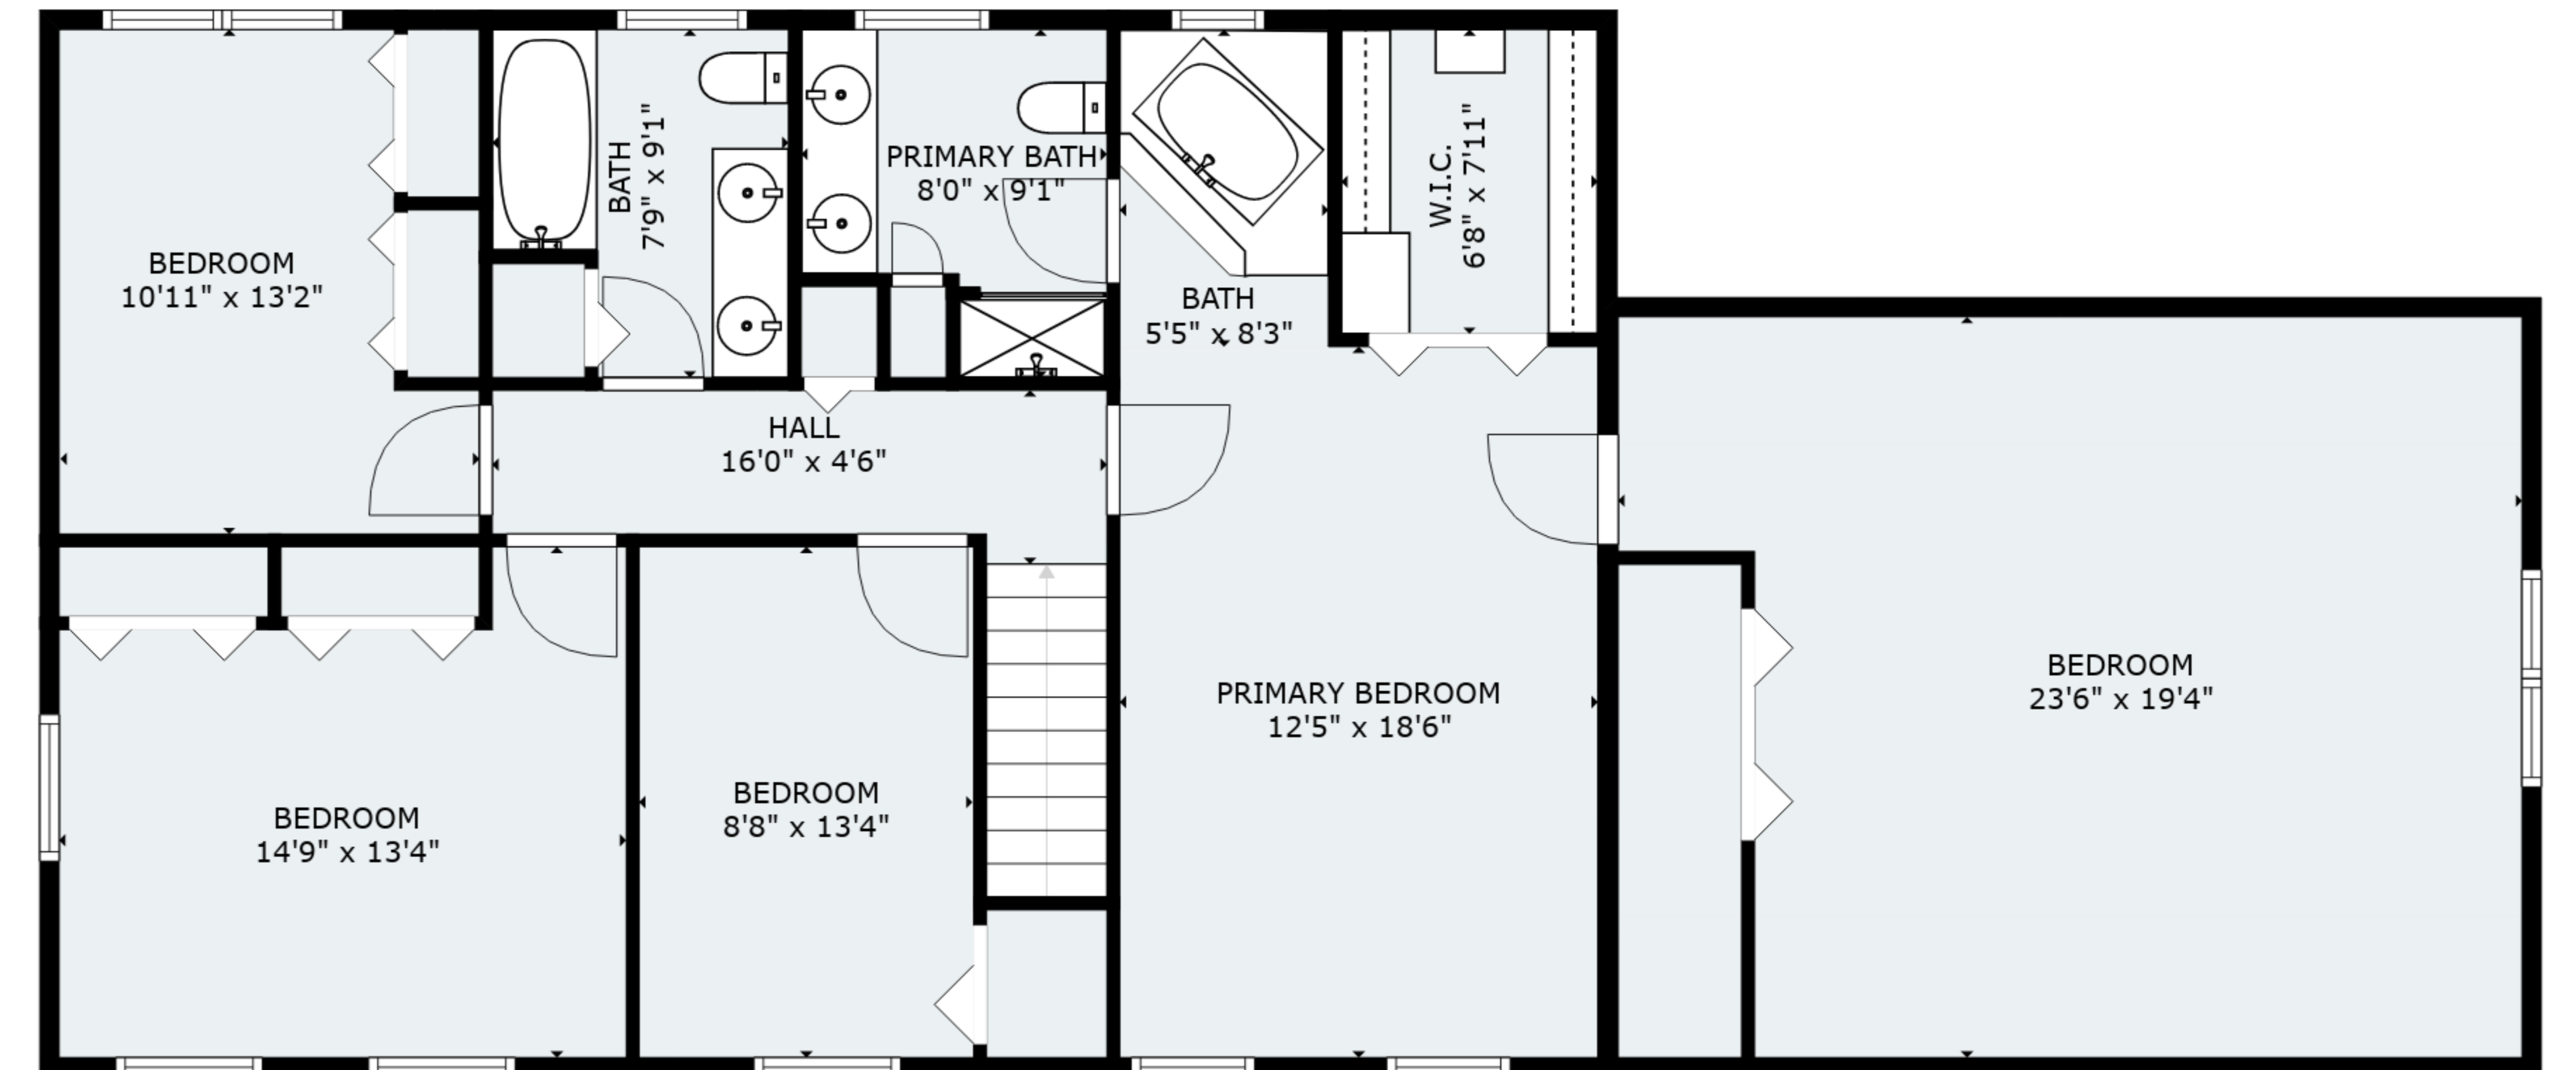 BATH
7'9" x 9'1"
PRIMARY BATH
8'0" x 9'1"
W.I.C.
6'8" x 7'11"
BEDROOM
10'11" x 13'2"
BATH
5'5" x 8'3"
HALL
16'0" x 4'6"
BEDROOM
23'6" x 19'4"
PRIMARY BEDROOM
12'5" x 18'6"
BEDROOM
8'8" x 13'4"
BEDROOM
14'9" x 13'4"